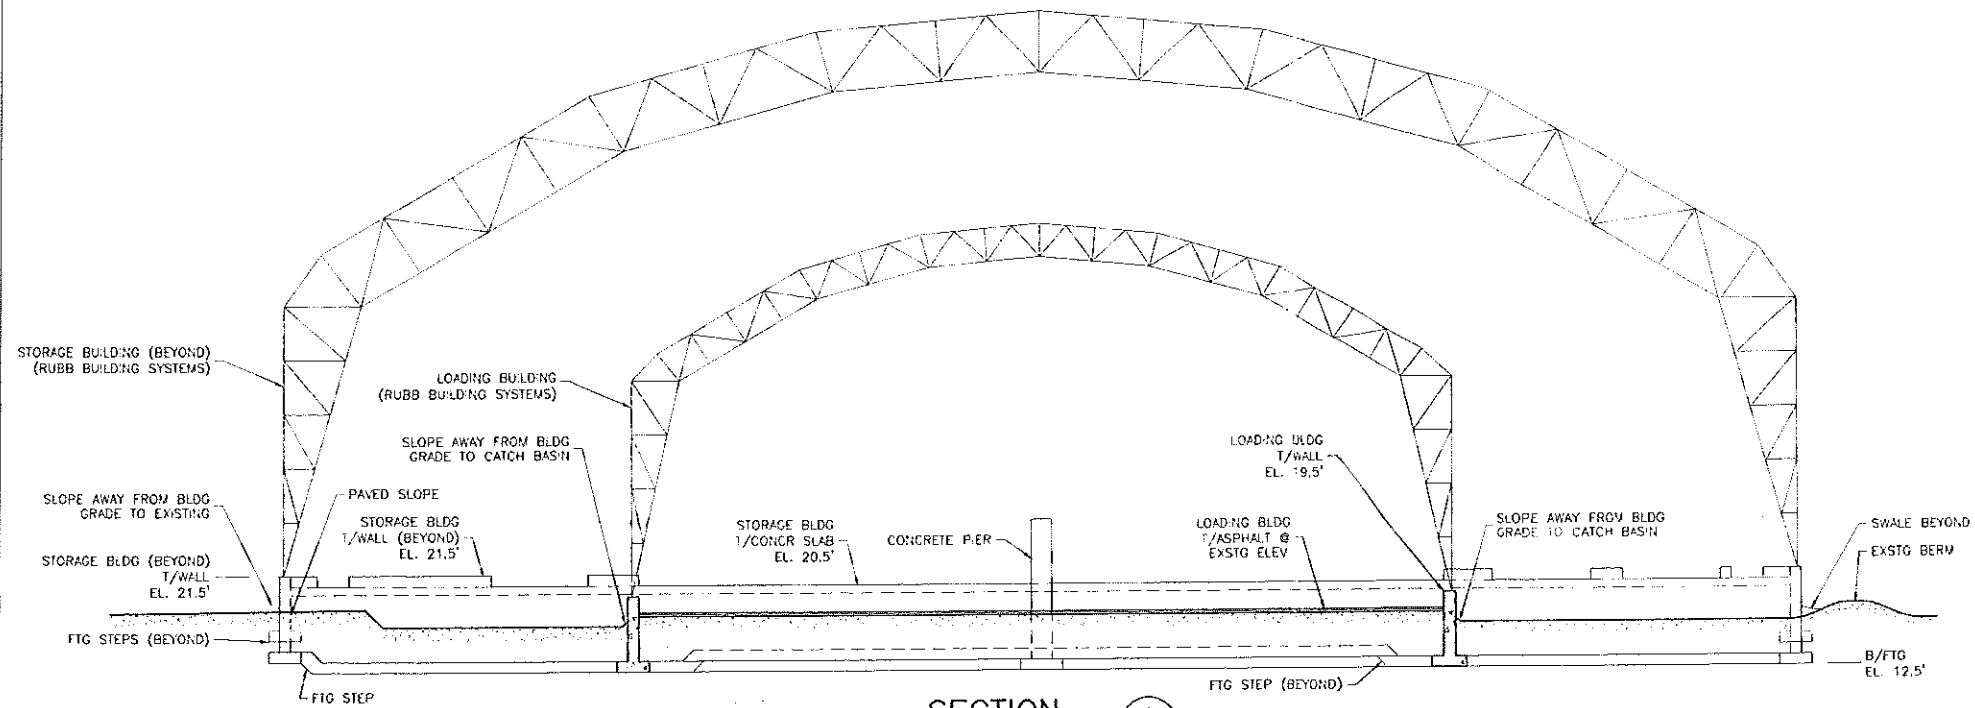 STORAGE BUILDING (BEYOND)
(RUBB BUILDING SYSTEMS)
LOADING BUILDING
(RUBB BUILDING SYSTEMS)
SLOPE AWAY FROM BLDG
GRADE TO CATCH BASIN
LOADING BLDG
T/WALL
EL. 19.5'
SLOPE AWAY FROM BLDG
GRADE TO EXISTING
PAVED SLOPE
STORAGE BLDG
T/WALL (BEYOND)
EL. 21.5'
STORAGE BLDG
T/CONCR SLAB
EL. 20.5'
CONCRETE PIER
LOADING BLDG
T/ASPHALT @
EXSTG ELEV
SLOPE AWAY FROM BLDG
GRADE TO CATCH BASIN
SWALE BEYOND
EXSTG BERM
STORAGE BLDG (BEYOND)
T/WALL
EL. 21.5'
FTG STEPS (BEYOND)
B/FTG
EL. 12.5'
FTG STEP
FTG STEP (BEYOND)
SECTION